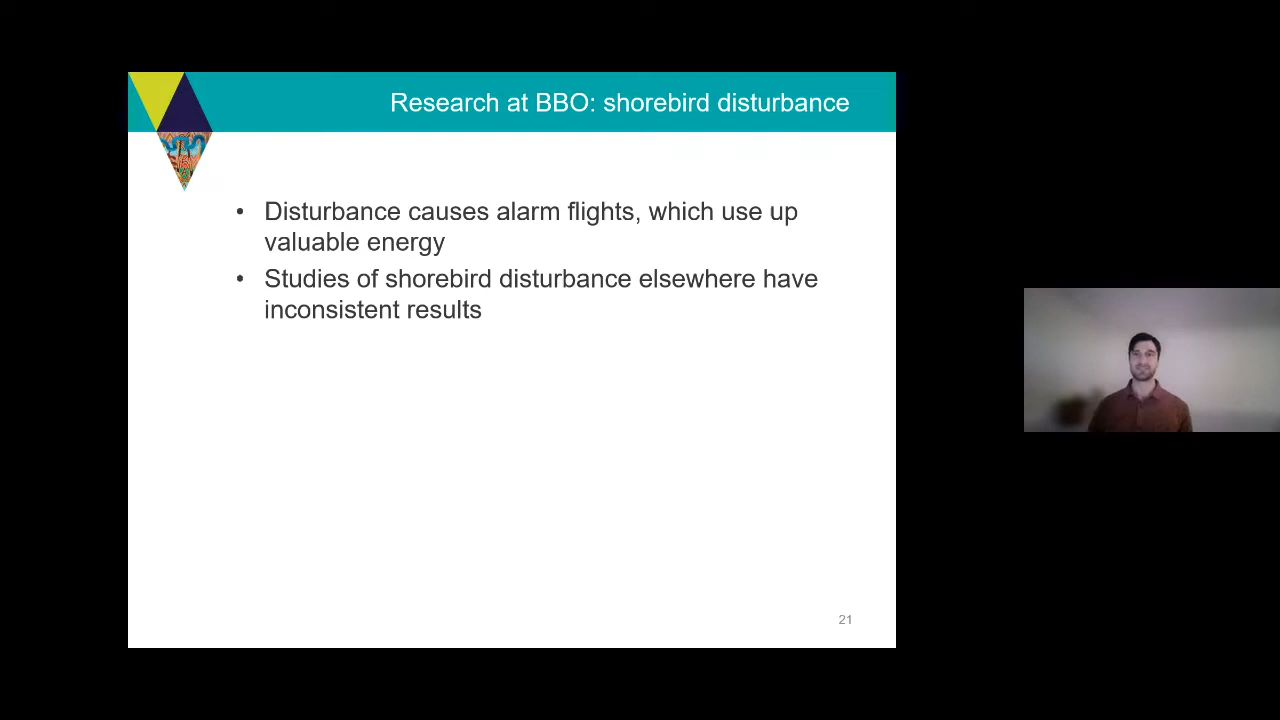 Research at BBO: shorebird disturbance
• Disturbance causes alarm flights, which use up
valuable energy
• Studies of shorebird disturbance elsewhere have
inconsistent results
21